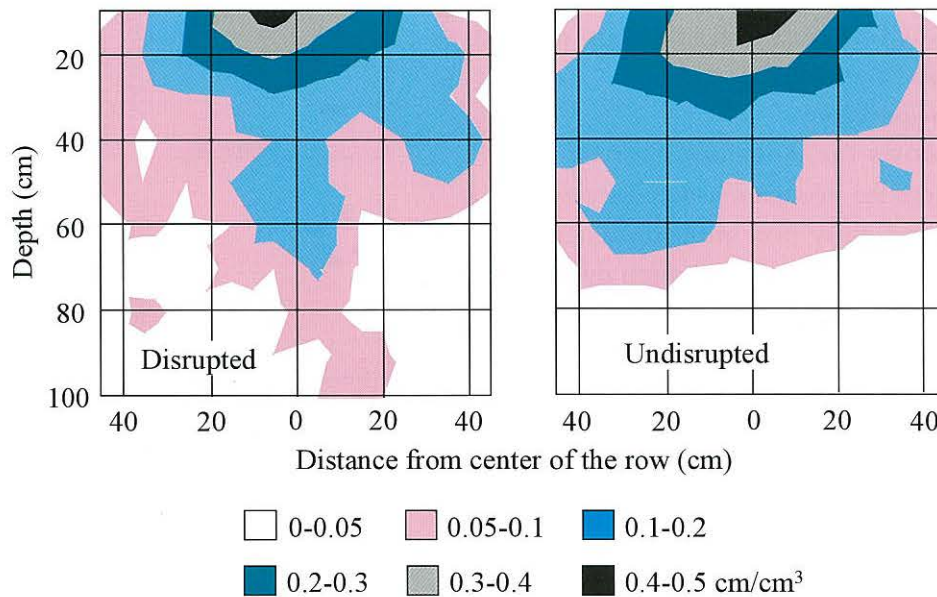 20
40
60
80
100
Depth (cm)
Disrupted
Undisrupted
40 20 0 20 40
40 20 0 20 40
Distance from center of the row (cm)
0-0.05 0.05-0.1 0.1-0.2
0.2-0.3 0.3-0.4 0.4-0.5 cm/cm³